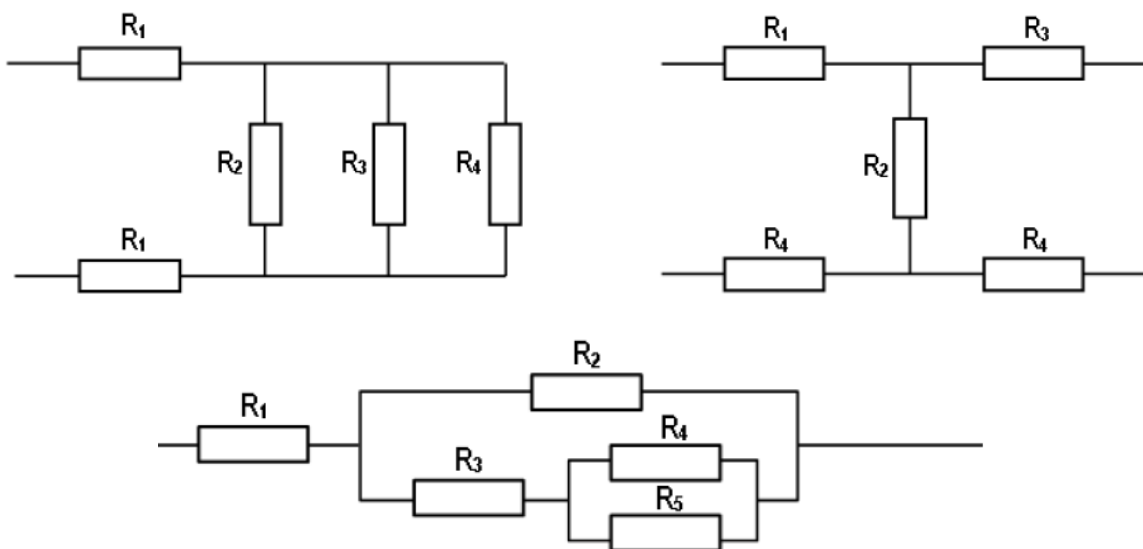 R₁
R₂ R₃ R₄
R₁
R₁ R₃
R₂
R₄ R₄
R₂
R₁
R₄
R₃
R₅